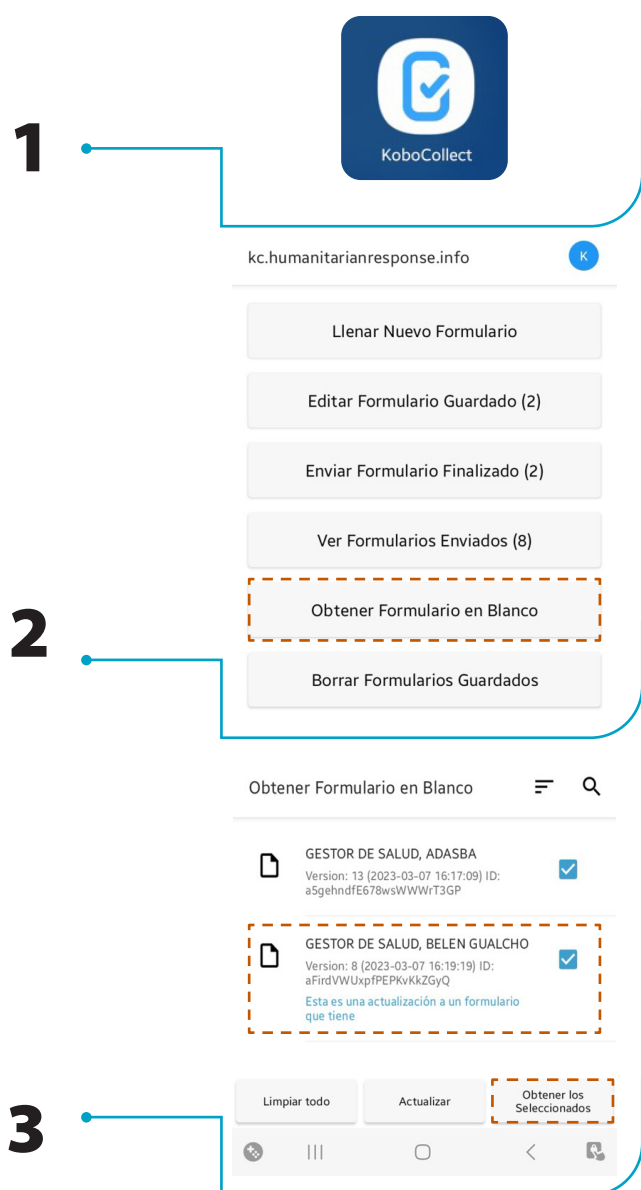 1
KoboCollect
kc.humanitarianresponse.info
K
Llenar Nuevo Formulario
Editar Formulario Guardado (2)
Enviar Formulario Finalizado (2)
Ver Formularios Enviados (8)
2
Obtener Formulario en Blanco
Borrar Formularios Guardados
Obtener Formulario en Blanco
GESTOR DE SALUD, ADASBA
Version: 13 (2023-03-07 16:17:09) ID:
a5gehndfE678wsWWWrT3GP
GESTOR DE SALUD, BELEN GUALCHO
Version: 8 (2023-03-07 16:19:19) ID:
aFirdVWUxpfPEPKvKkZGyQ
Esta es una actualización a un formulario
que tiene
3
Limpiar todo
Actualizar
Obtener los
Seleccionados